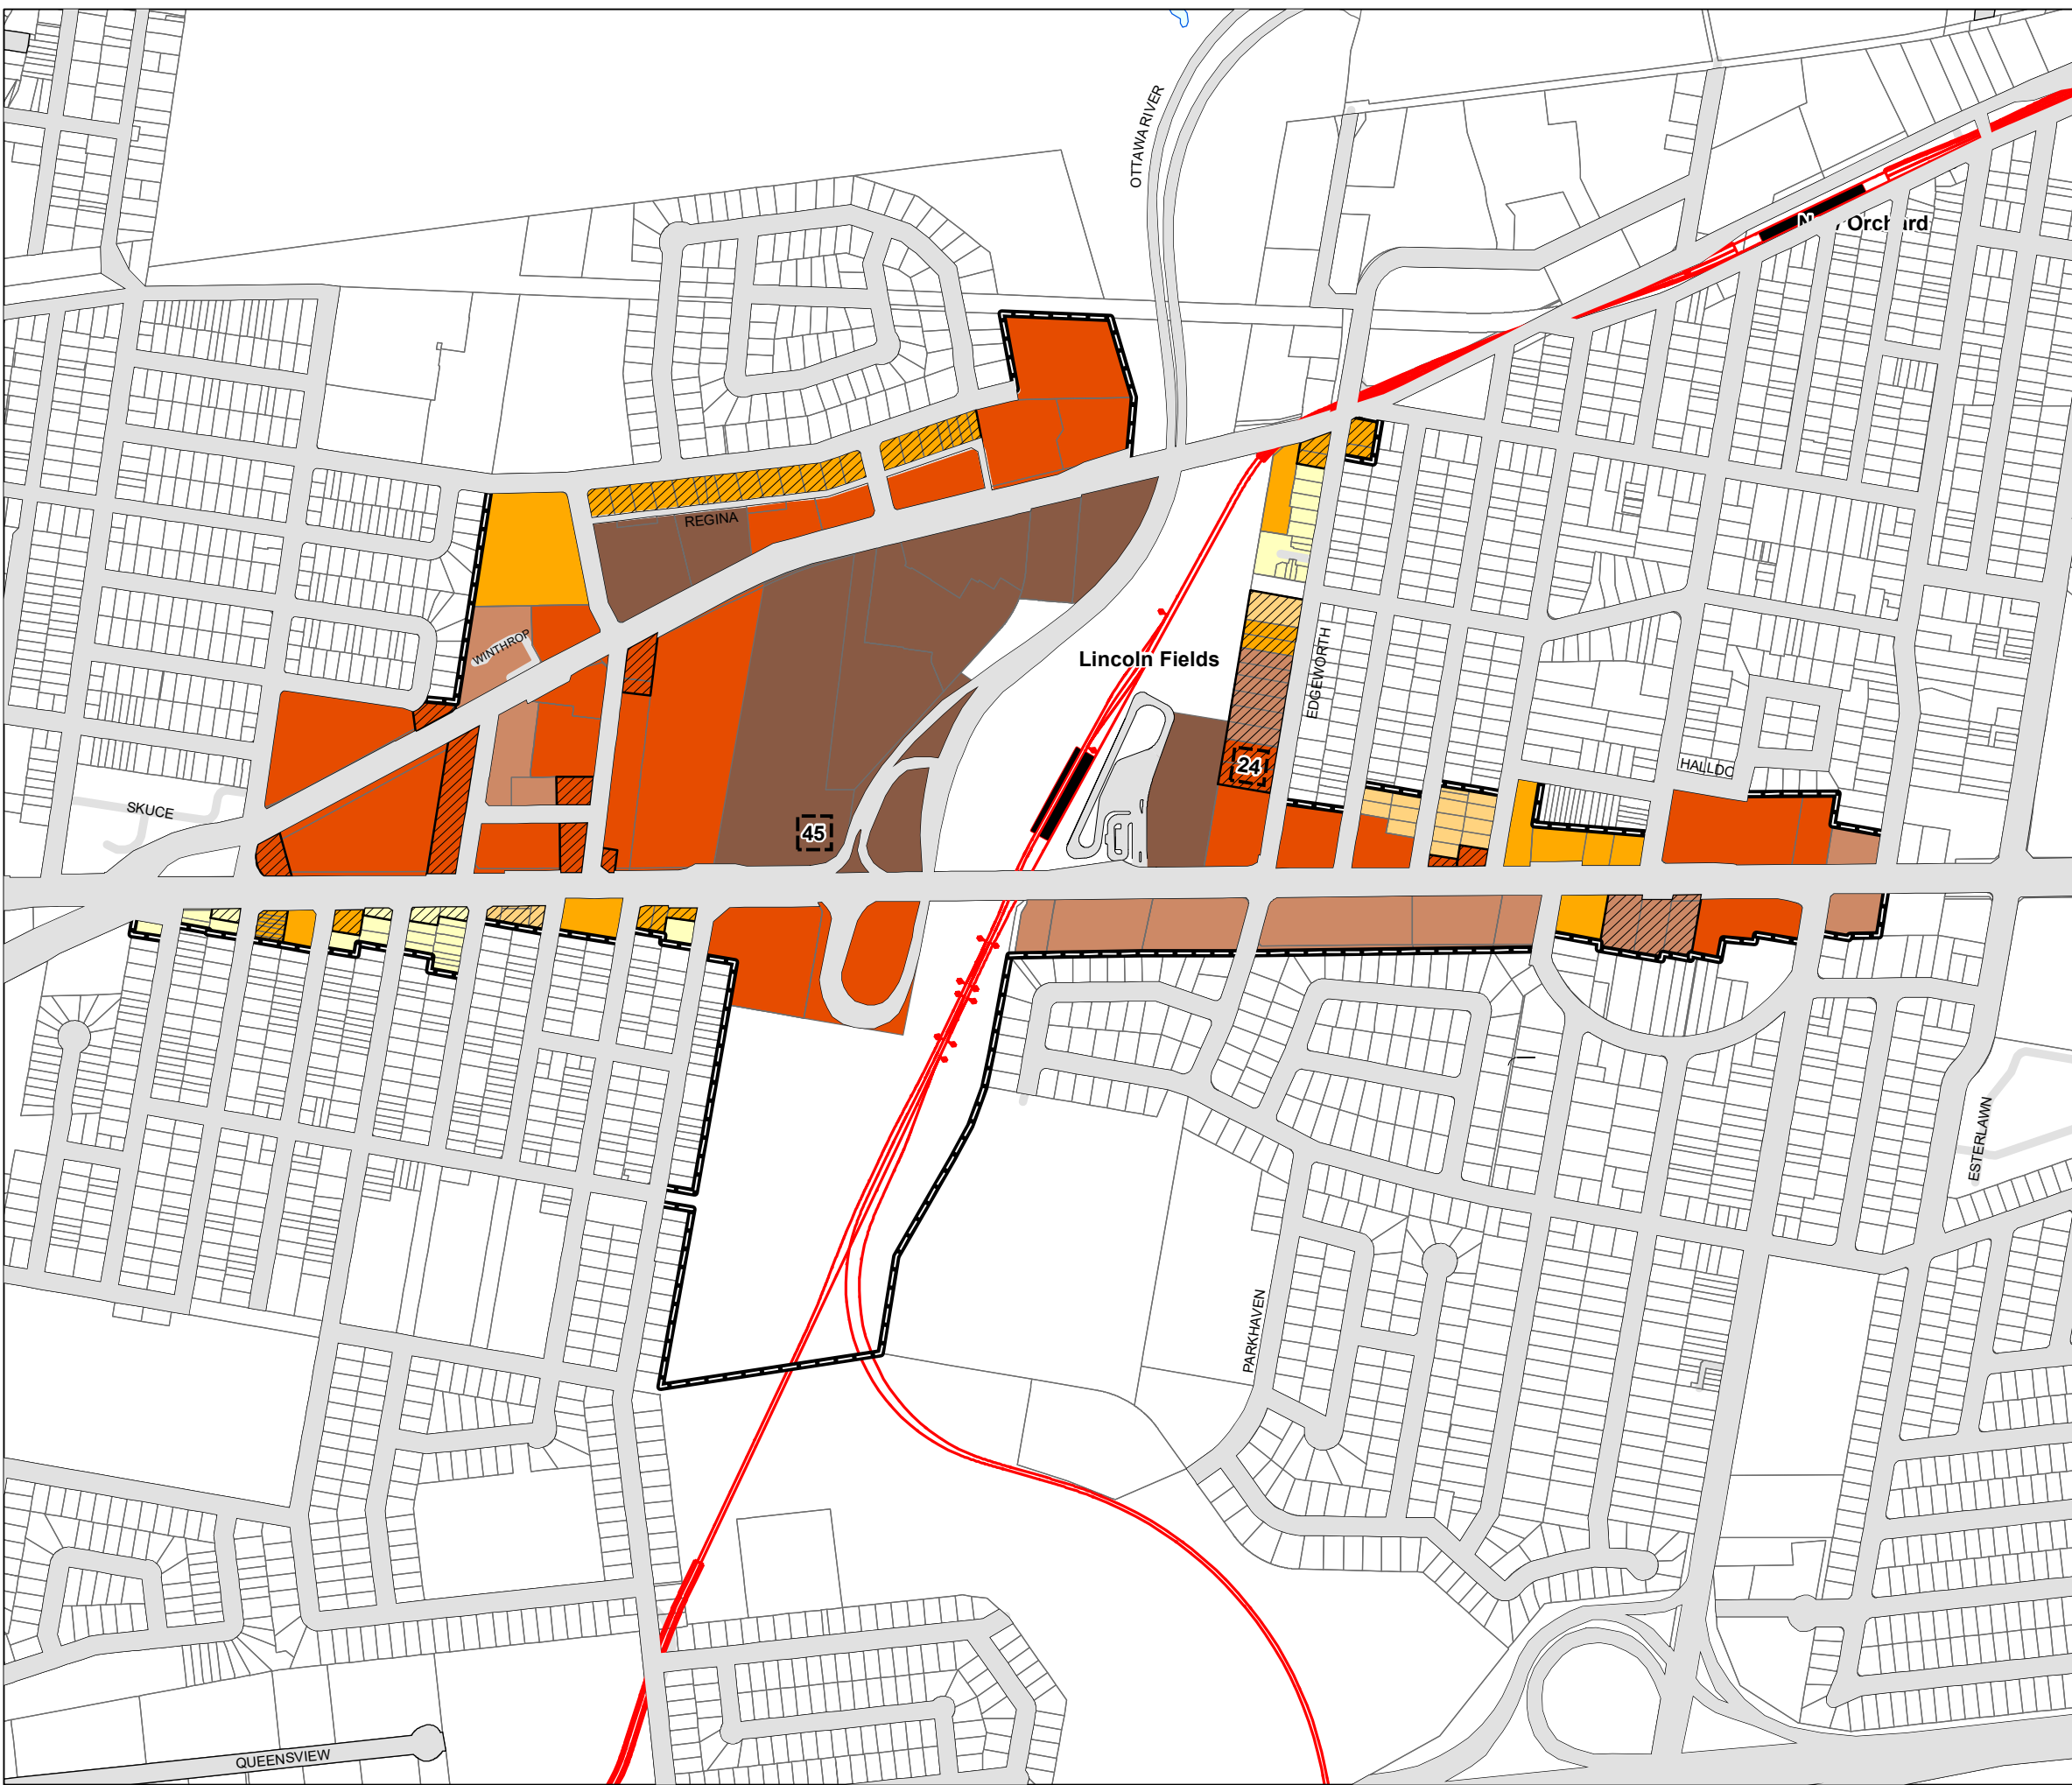 OTTAWA RIVER
Orchard
REGINA
WINTHROP
Lincoln Fields
EDGEWORTH
24
HALLDO
SKUCE
45
ESTERLAWN
PARKHAVEN
QUEENSVIEW